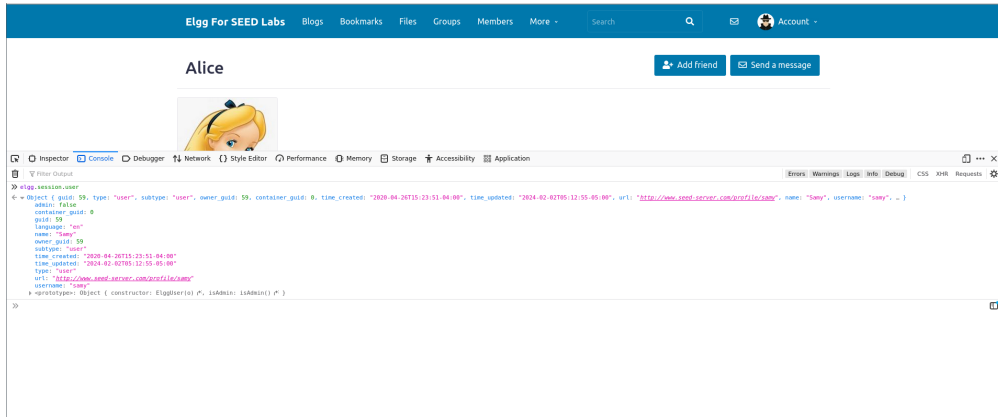 Elgg For SEED Labs Blogs Bookmarks Files Groups Members More Search Account
Alice
Add friend Send a message
Inspector Console Debugger Network {} Style Editor Performance Memory Storage Accessibility Application
Filter Output Errors Warnings Logs Info Debug CSS XHR Requests
» elgg.session.user
Object { guid: 59, type: "user", subtype: "user", owner_guid: 59, container_guid: 0, time_created: "2020-04-26T15:23:51-04:00", time_updated: "2024-02-02T05:12:55-05:00", url: "http://www.seed-server.com/profile/samy", name: "Samy", username: "samy", … }
admin: false
container_guid: 0
guid: 59
language: "en"
name: "Samy"
owner_guid: 59
subtype: "user"
time_created: "2020-04-26T15:23:51-04:00"
time_updated: "2024-02-02T05:12:55-05:00"
type: "user"
url: "http://www.seed-server.com/profile/samy"
username: "samy"
<prototype>: Object { constructor: ElggUser(o), isAdmin: isAdmin() }
»